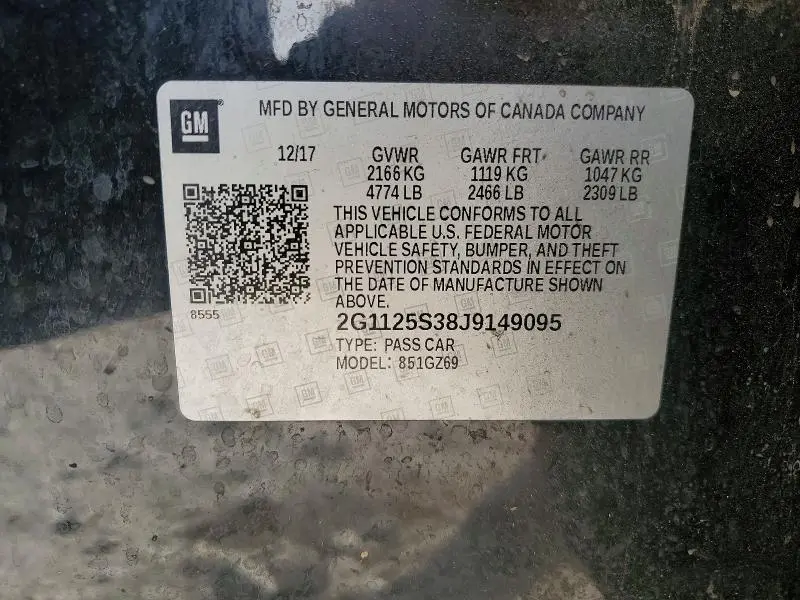 GM®
MFD BY GENERAL MOTORS OF CANADA COMPANY
12/17 GVWR GAWR FRT GAWR RR
2166 KG 1119 KG 1047 KG
4774 LB 2466 LB 2309 LB
THIS VEHICLE CONFORMS TO ALL
APPLICABLE U.S. FEDERAL MOTOR
VEHICLE SAFETY, BUMPER, AND THEFT
PREVENTION STANDARDS IN EFFECT ON
THE DATE OF MANUFACTURE SHOWN
ABOVE.
8555
2G1125S38J9149095
TYPE: PASS CAR
MODEL: 851GZ69